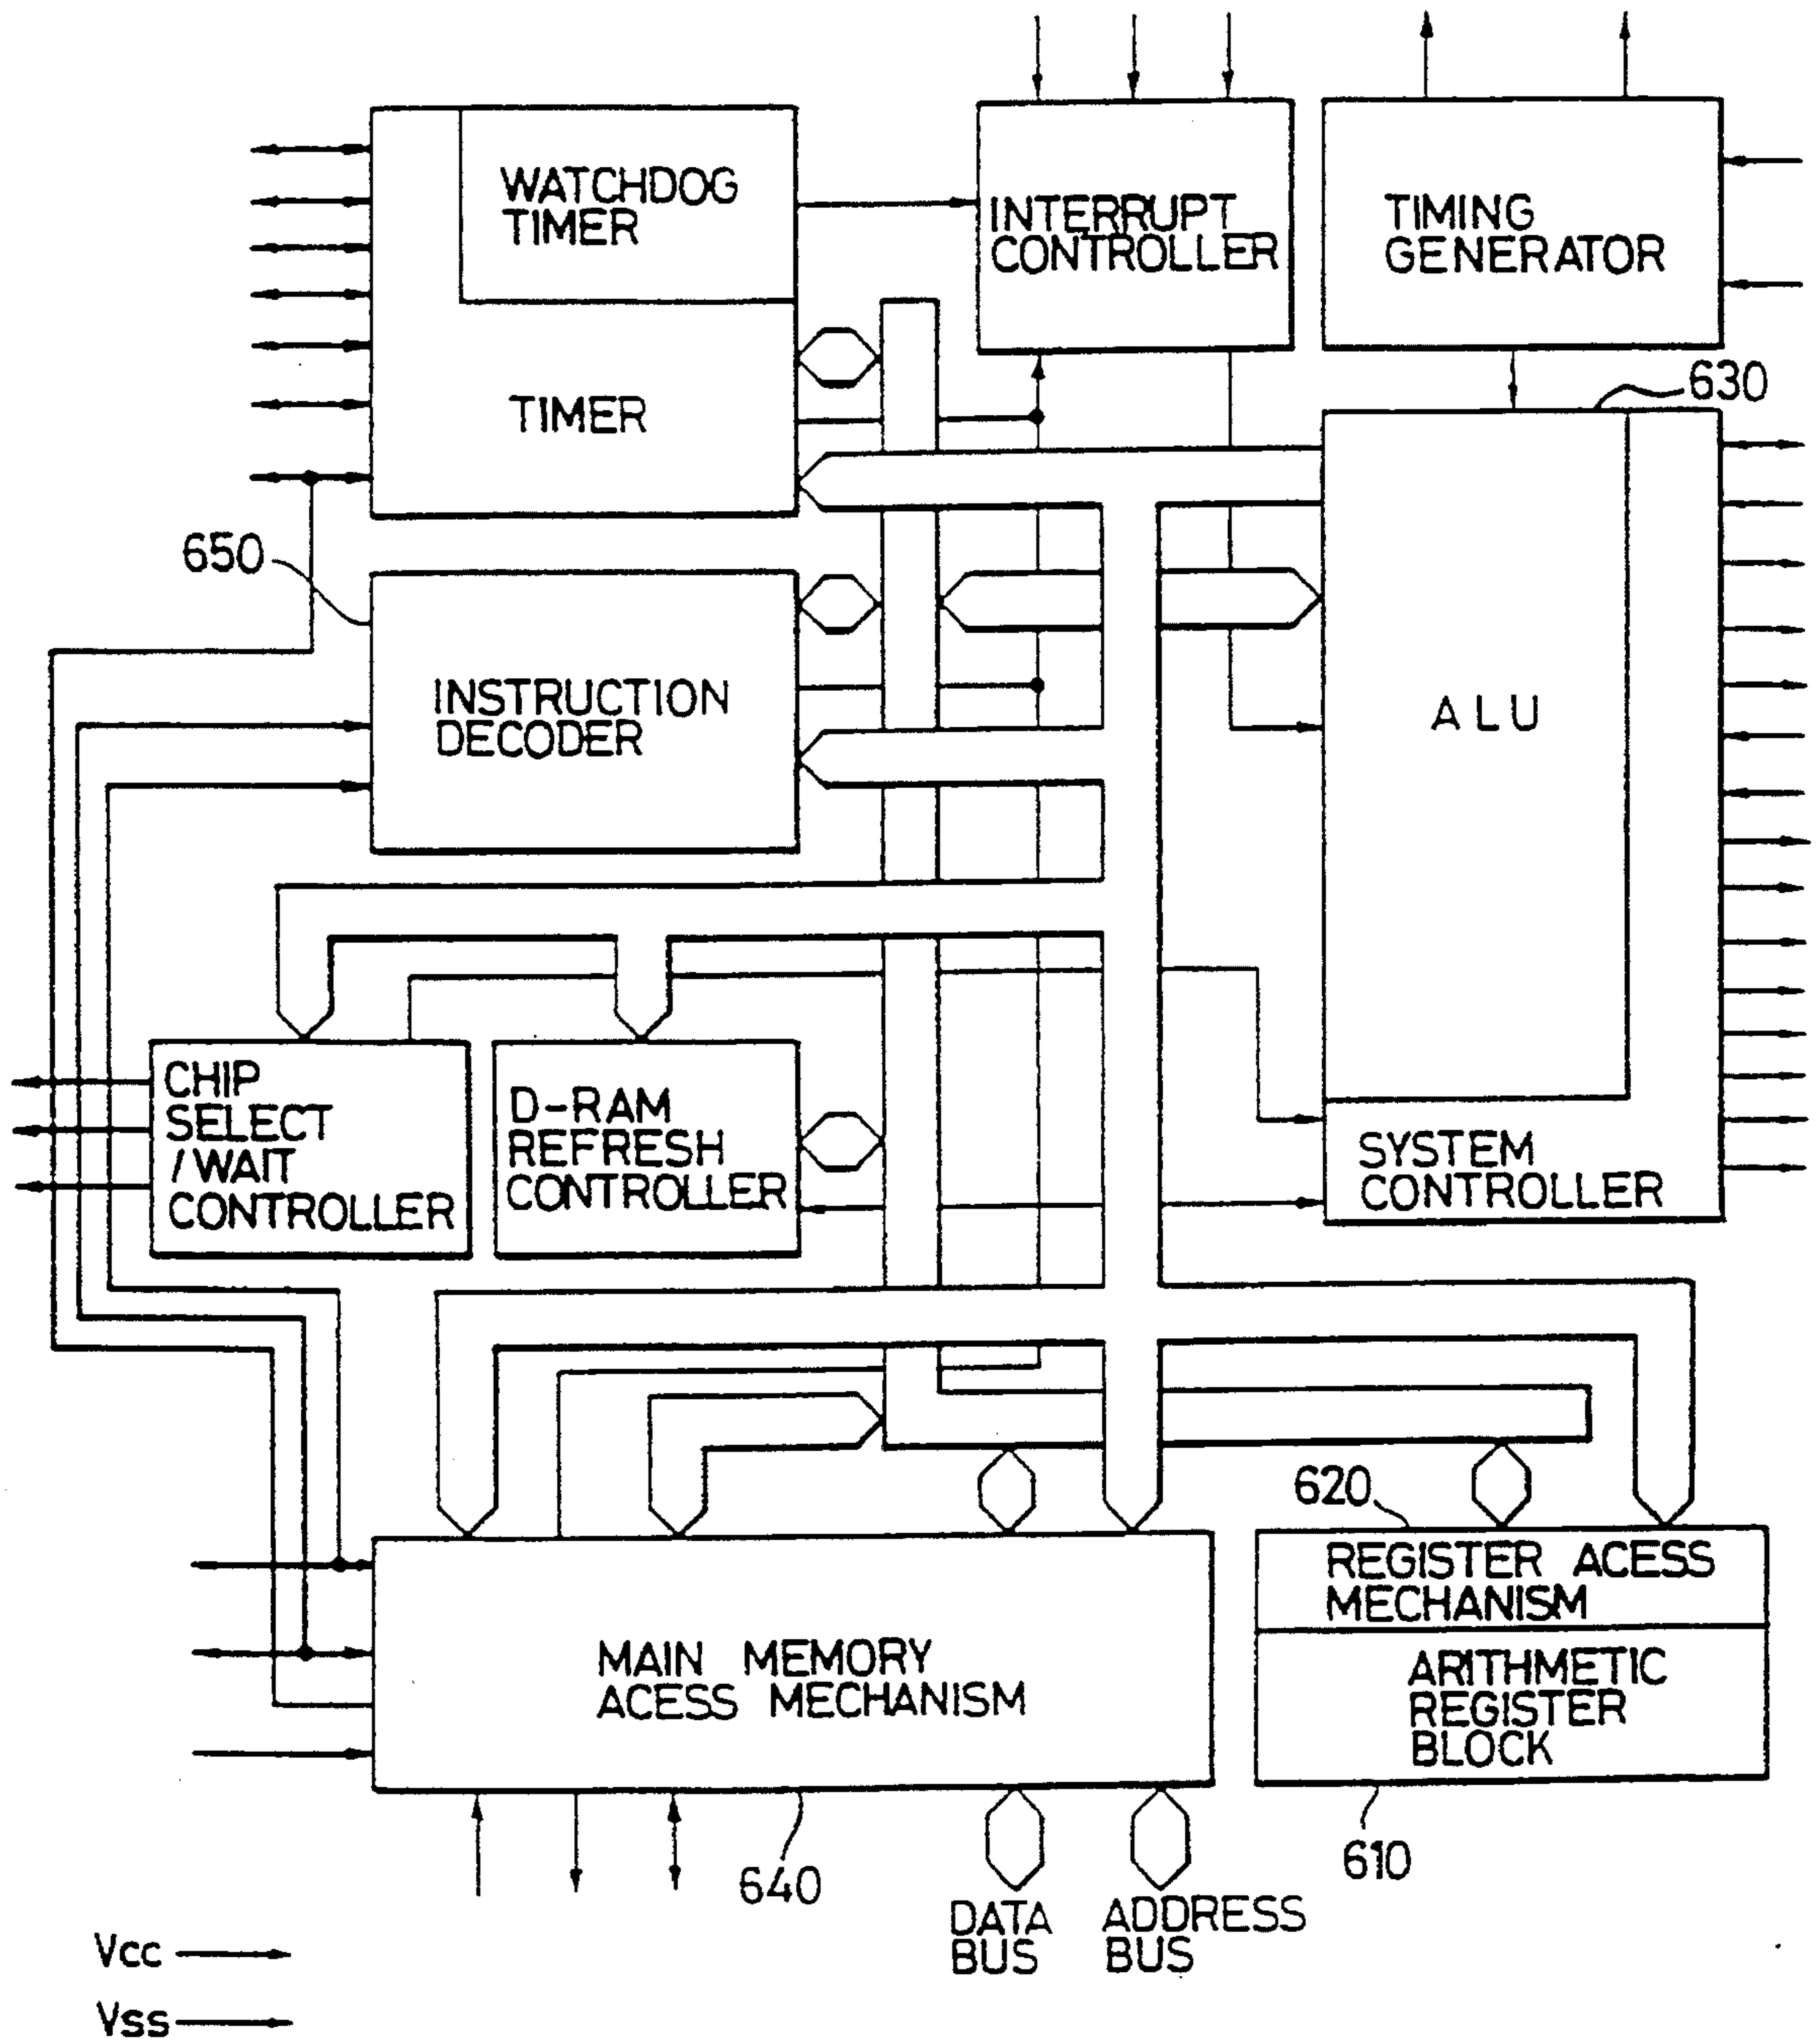 WATCHDOG
TIMER
TIMER
INTERRUPT
CONTROLLER
TIMING
GENERATOR
630
650
INSTRUCTION
DECODER
ALU
CHIP
SELECT
/WAIT
CONTROLLER
D-RAM
REFRESH
CONTROLLER
SYSTEM
CONTROLLER
620
REGISTER ACESS
MECHANISM
MAIN MEMORY
ACESS MECHANISM
ARITHMETIC
REGISTER
BLOCK
640
610
DATA
BUS
ADDRESS
BUS
Vcc
Vss